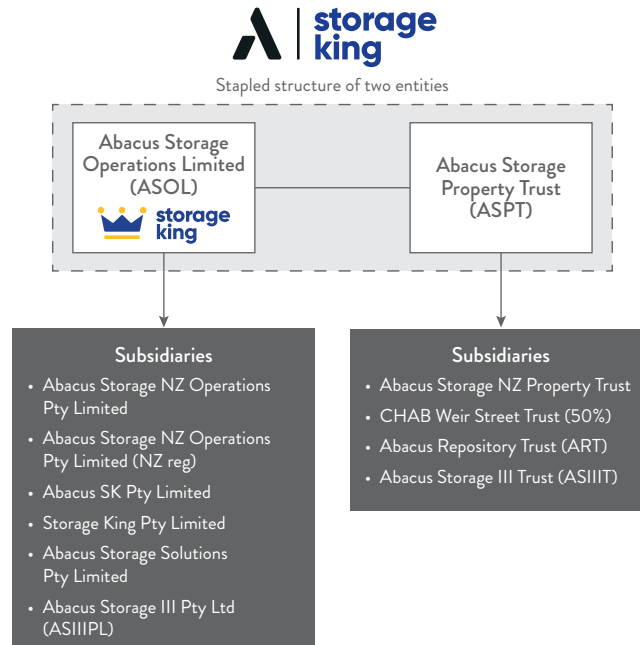 storage
king
Stapled structure of two entities
Abacus Storage
Operations Limited
(ASOL)
storage
king
Abacus Storage
Property Trust
(ASPT)
Subsidiaries
• Abacus Storage NZ Operations
Pty Limited
• Abacus Storage NZ Operations
Pty Limited (NZ reg)
• Abacus SK Pty Limited
• Storage King Pty Limited
• Abacus Storage Solutions
Pty Limited
• Abacus Storage III Pty Ltd
(ASIIIPL)
Subsidiaries
• Abacus Storage NZ Property Trust
• CHAB Weir Street Trust (50%)
• Abacus Repository Trust (ART)
• Abacus Storage III Trust (ASIIIT)